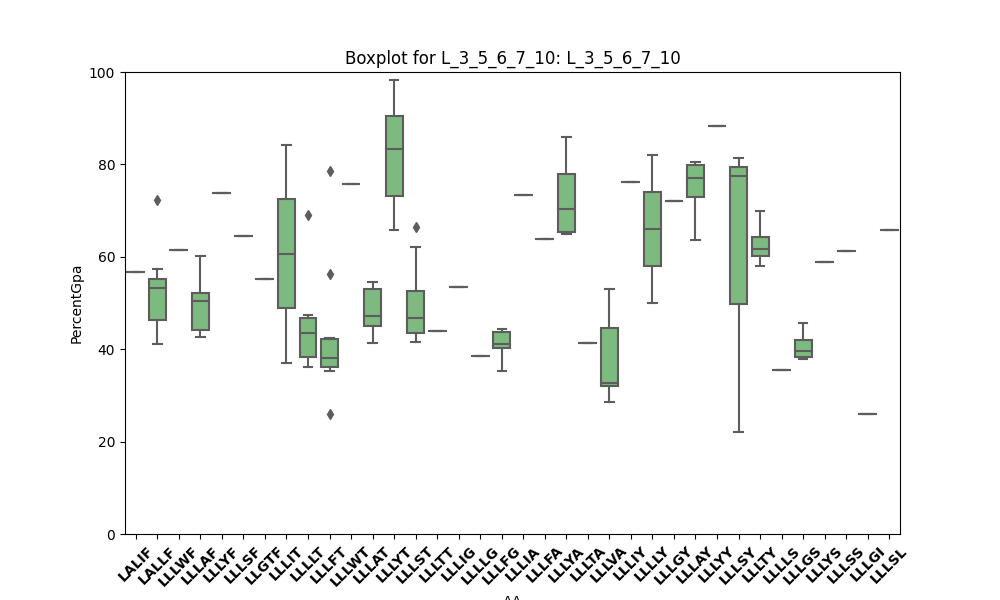 Boxplot for L_3_5_6_7_10: L_3_5_6_7_10
PercentGpa
100
80
60
40
20
0
LALIF
LALLF
LLLWF
LLLAF
LLLYF
LLLSF
LLGTF
LLLIT
LLLLT
LLLFT
LLLWT
LLLAT
LLLYT
LLLST
LLLTT
LLLIG
LLLLG
LLLFG
LLLIA
LLLFA
LLLYA
LLLTA
LLLVA
LLLIY
LLLLY
LLLGY
LLLAY
LLLYY
LLLSY
LLLTY
LLLLS
LLLGS
LLLYS
LLLSS
LLLGI
LLLSL
AA